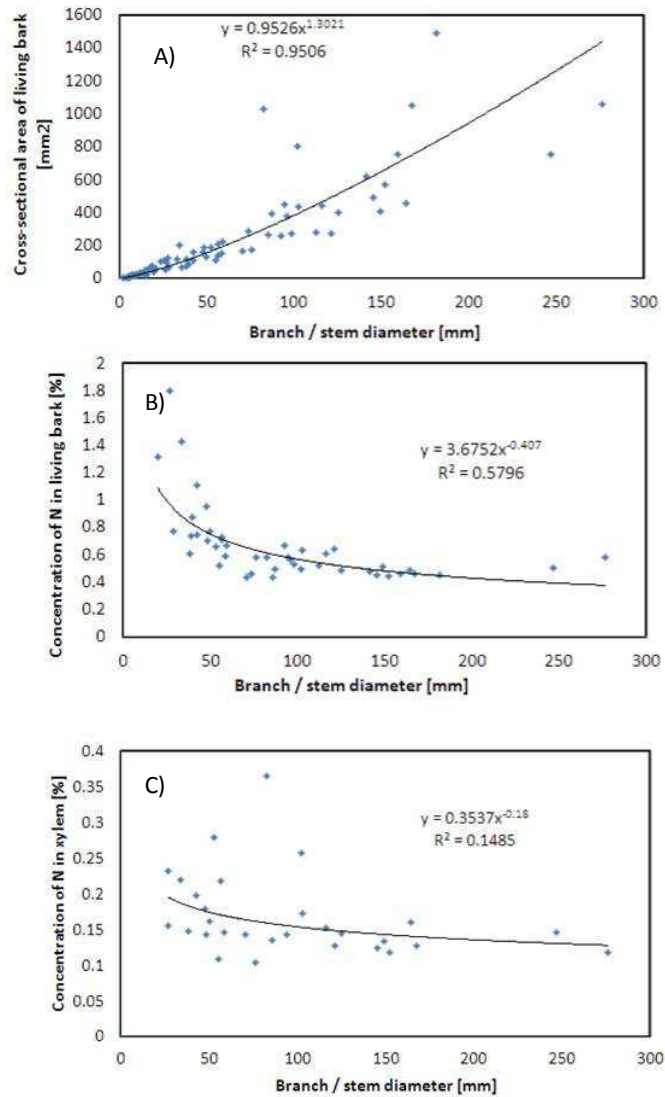 A)
y = 0.9526x^1.3021
R² = 0.9506
Cross-sectional area of living bark
[mm2]
1600
1400
1200
1000
800
600
400
200
0
0 50 100 150 200 250 300
Branch / stem diameter [mm]
B)
y = 3.6752x^-0.407
R² = 0.5796
Concentration of N in living bark [%]
2
1.8
1.6
1.4
1.2
1
0.8
0.6
0.4
0.2
0
0 50 100 150 200 250 300
Branch / stem diameter [mm]
C)
y = 0.3537x^-0.18
R² = 0.1485
Concentration of N in xylem [%]
0.4
0.35
0.3
0.25
0.2
0.15
0.1
0.05
0
0 50 100 150 200 250 300
Branch / stem diameter [mm]